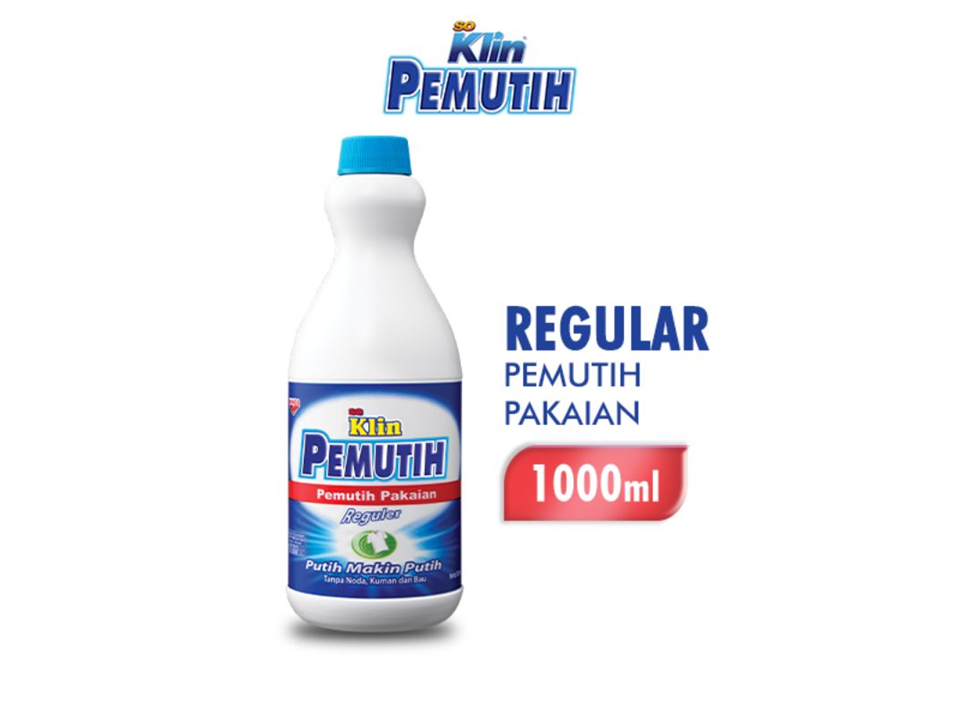 SO
Klin
PEMUTIH
REGULAR
PEMUTIH
PAKAIAN
1000ml
SO
Klin
PEMUTIH
Pemutih Pakaian
Reguler
Putih Makin Putih
Tanpa Noda, Kuman dan Bau